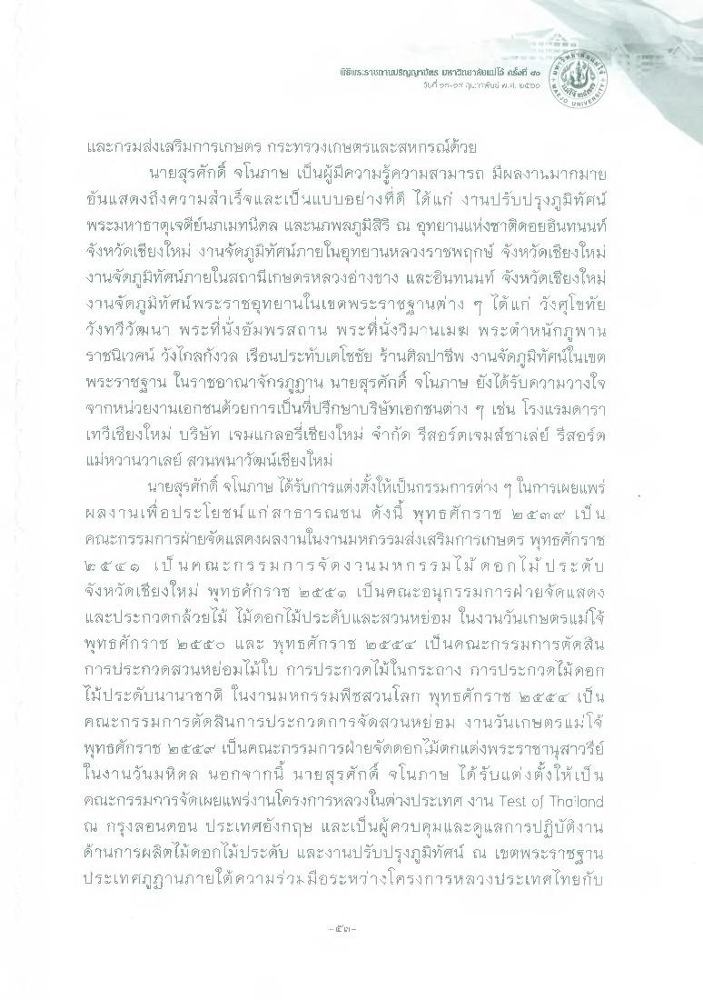 พิธีพระราชทานปริญญาบัตร มหาวิทยาลัยแม่โจ้ ครั้งที่ ๔๐
กุมภาพันธ์ พ.ศ. ๒๕๖๑
มหาวิทยาลัยแม่โจ้
MAEJO UNIVERSITY
และกรมส่งเสริมการเกษตร กระทรวงเกษตรและสหกรณ์ด้วย
นายสุรศักดิ์ จโนภาษ เป็นผู้มีความรู้ความสามารถ มีผลงานมากมาย
อันแสดงถึงความสำเร็จและเป็นแบบอย่างที่ดี ได้แก่ งานปรับปรุงภูมิทัศน์
พระมหาธาตุเจดีย์นภเมทนีดล และนภพลภูมิสิริ ณ อุทยานแห่งชาติดอยอินทนนท์
จังหวัดเชียงใหม่ งานจัดภูมิทัศน์ภายในอุทยานหลวงราชพฤกษ์ จังหวัดเชียงใหม่
งานจัดภูมิทัศน์ภายในสถานีเกษตรหลวงอ่างขาง และอินทนนท์ จังหวัดเชียงใหม่
งานจัดภูมิทัศน์พระราชอุทยานในเขตพระราชฐานต่าง ๆ ได้แก่ วังศุโขทัย
วังทวีวัฒนา พระที่นั่งอัมพรสถาน พระที่นั่งวิมานเมฆ พระตำหนักภูพาน
ราชนิเวศน์ วังไกลกังวล เรือนประทับเดโชชัย ร้านศิลปาชีพ งานจัดภูมิทัศน์ในเขต
พระราชฐาน ในราชอาณาจักรภูฏาน นายสุรศักดิ์ จโนภาษ ยังได้รับความวางใจ
จากหน่วยงานเอกชนด้วยการเป็นที่ปรึกษาบริษัทเอกชนต่าง ๆ เช่น โรงแรมดารา
เทวีเชียงใหม่ บริษัท เจมแกลอรี่เชียงใหม่ จำกัด รีสอร์ตเจมส์ชาเล่ย์ รีสอร์ต
แม่หวานวาเลย์ สวนพนาวัฒน์เชียงใหม่
นายสุรศักดิ์ จโนภาษ ได้รับการแต่งตั้งให้เป็นกรรมการต่าง ๆ ในการเผยแพร่
ผลงานเพื่อประโยชน์แก่สาธารณชน ดังนี้ พุทธศักราช ๒๕๓๙ เป็น
คณะกรรมการฝ่ายจัดแสดงผลงานในงานมหกรรมส่งเสริมการเกษตร พุทธศักราช
๒๕๔๑ เป็นคณะกรรมการจัดงานมหกรรมไม้ดอกไม้ประดับ
จังหวัดเชียงใหม่ พุทธศักราช ๒๕๕๑ เป็นคณะอนุกรรมการฝ่ายจัดแสดง
และประกวดกล้วยไม้ ไม้ดอกไม้ประดับและสวนหย่อม ในงานวันเกษตรแม่โจ้
พุทธศักราช ๒๕๕๐ และ พุทธศักราช ๒๕๕๔ เป็นคณะกรรมการตัดสิน
การประกวดสวนหย่อมไม้ใบ การประกวดไม้ในกระถาง การประกวดไม้ดอก
ไม้ประดับนานาชาติ ในงานมหกรรมพืชสวนโลก พุทธศักราช ๒๕๕๔ เป็น
คณะกรรมการตัดสินการประกวดการจัดสวนหย่อม งานวันเกษตรแม่โจ้
พุทธศักราช ๒๕๕๙ เป็นคณะกรรมการฝ่ายจัดดอกไม้ตกแต่งพระราชานุสาวรีย์
ในงานวันมหิดล นอกจากนี้ นายสุรศักดิ์ จโนภาษ ได้รับแต่งตั้งให้เป็น
คณะกรรมการจัดเผยแพร่งานโครงการหลวงในต่างประเทศ งาน Test of Thailand
ณ กรุงลอนดอน ประเทศอังกฤษ และเป็นผู้ควบคุมและดูแลการปฏิบัติงาน
ด้านการผลิตไม้ดอกไม้ประดับ และงานปรับปรุงภูมิทัศน์ ณ เขตพระราชฐาน
ประเทศภูฏานภายใต้ความร่วมมือระหว่างโครงการหลวงประเทศไทยกับ
-๕๓-